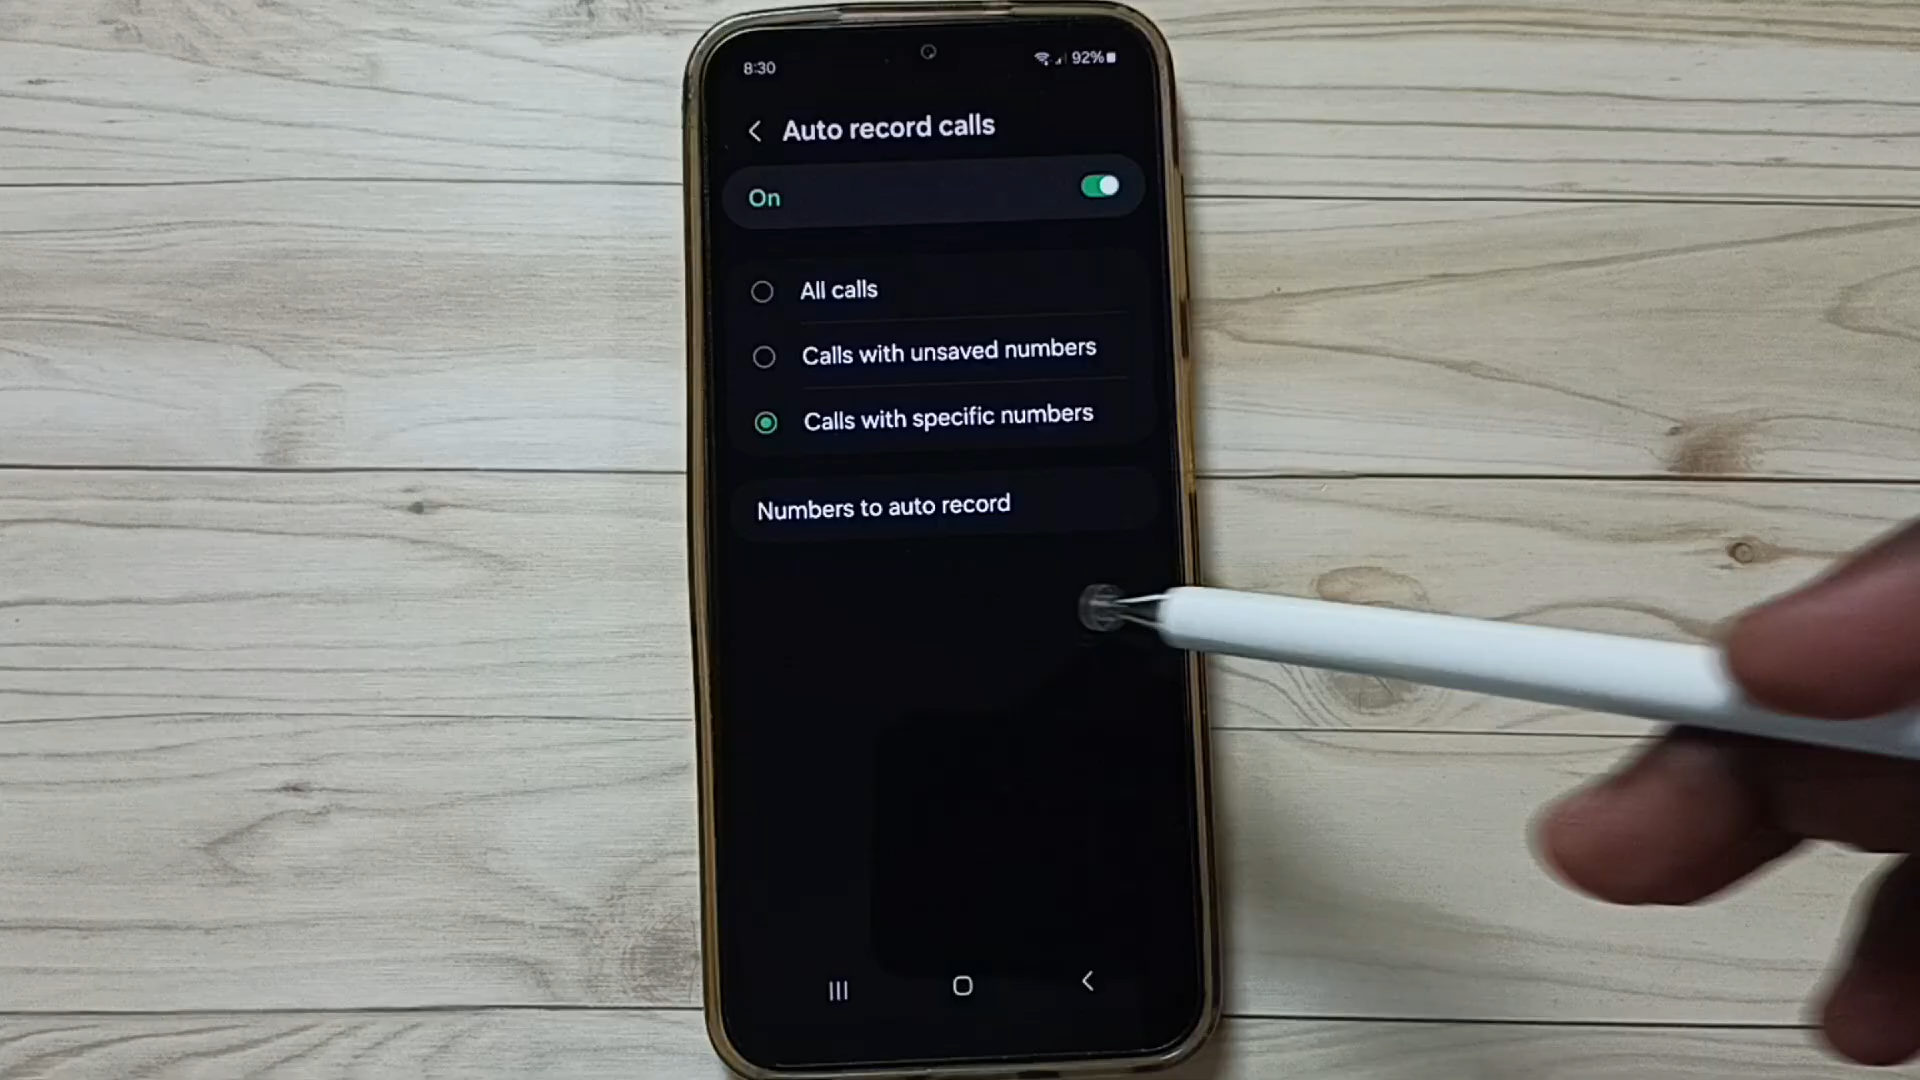 8:30
92%
Auto record calls
On
All calls
Calls with unsaved numbers
Calls with specific numbers
Numbers to auto record